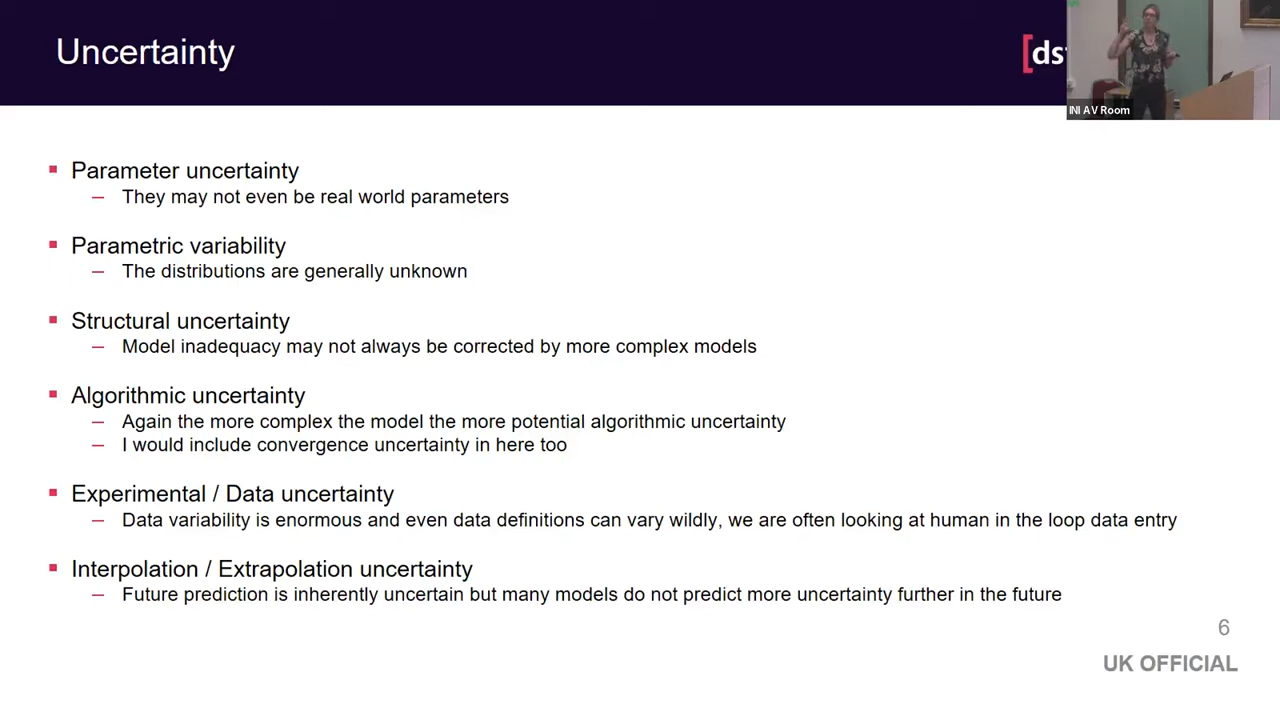 Uncertainty
[ds
INI AV Room
Parameter uncertainty
– They may not even be real world parameters
Parametric variability
– The distributions are generally unknown
Structural uncertainty
– Model inadequacy may not always be corrected by more complex models
Algorithmic uncertainty
– Again the more complex the model the more potential algorithmic uncertainty
– I would include convergence uncertainty in here too
Experimental / Data uncertainty
– Data variability is enormous and even data definitions can vary wildly, we are often looking at human in the loop data entry
Interpolation / Extrapolation uncertainty
– Future prediction is inherently uncertain but many models do not predict more uncertainty further in the future
6
UK OFFICIAL